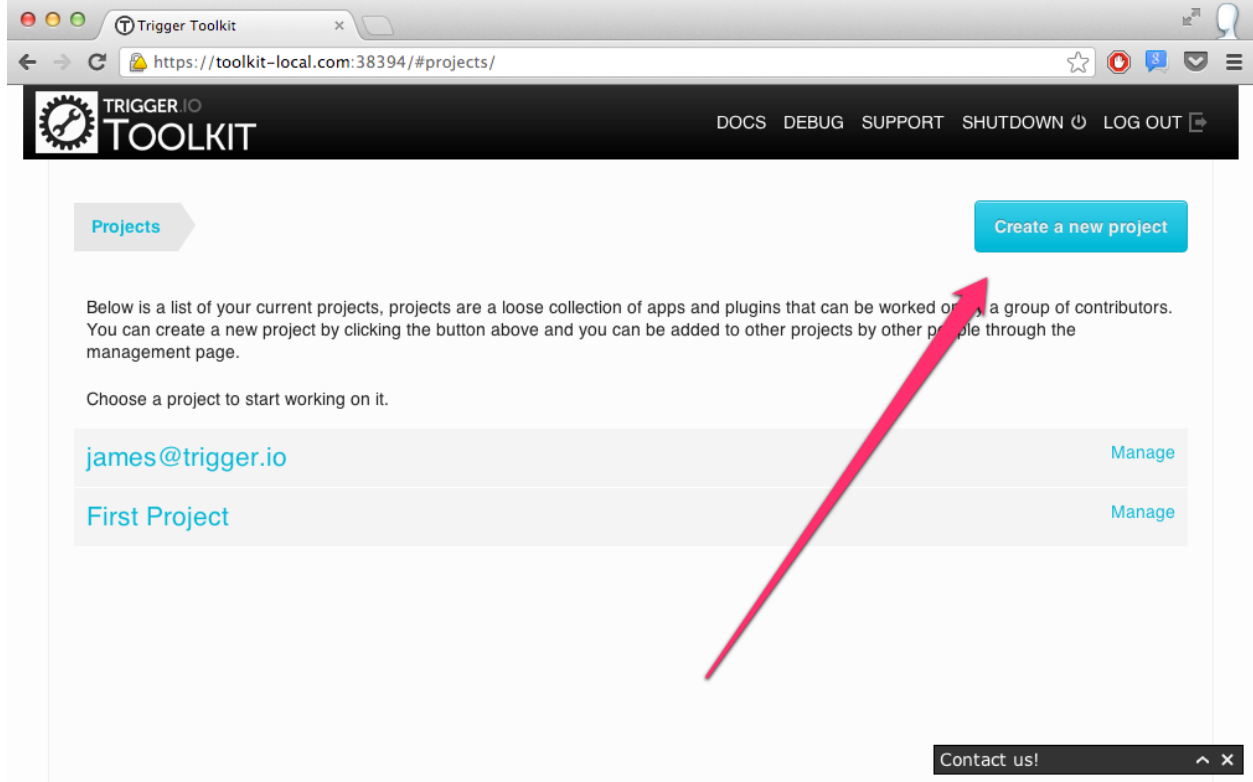 Trigger Toolkit
https://toolkit-local.com:38394/#projects/
TRIGGER.IO
TOOLKIT
DOCS DEBUG SUPPORT SHUTDOWN LOG OUT
Projects
Create a new project
Below is a list of your current projects, projects are a loose collection of apps and plugins that can be worked a group of contributors.
You can create a new project by clicking the button above and you can be added to other projects by other people through the
management page.
Choose a project to start working on it.
james@trigger.io
Manage
First Project
Manage
Contact us!